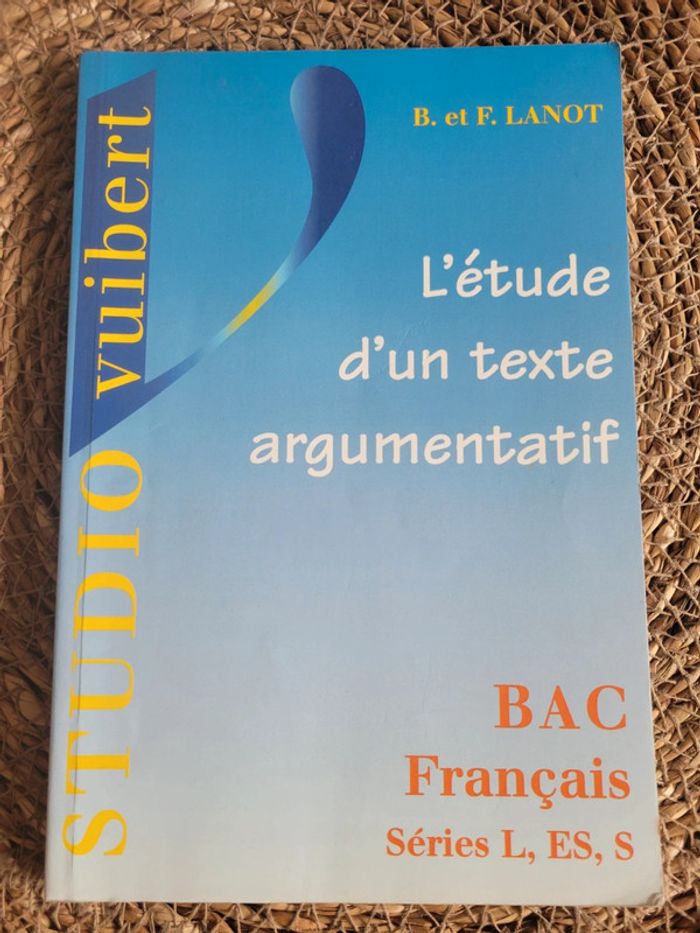 B. et F. LANOT
L'étude
d'un texte
argumentatif
STUDIO vuibert
BAC
Français
Séries L, ES, S